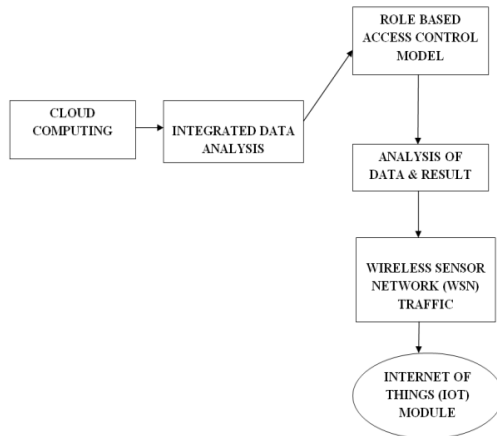 CLOUD
COMPUTING
INTEGRATED DATA
ANALYSIS
ROLE BASED
ACCESS CONTROL
MODEL
ANALYSIS OF
DATA & RESULT
WIRELESS SENSOR
NETWORK (WSN)
TRAFFIC
INTERNET OF
THINGS (IOT)
MODULE